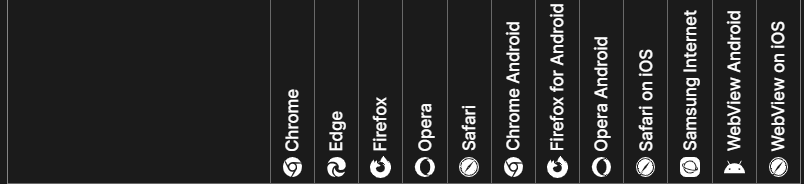 Chrome
Edge
Firefox
Opera
Safari
Chrome Android
Firefox for Android
Opera Android
Safari on iOS
Samsung Internet
WebView Android
WebView on iOS